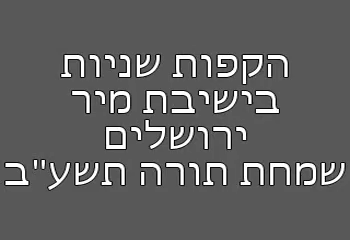 הקפות שניות
בישיבת מיר
ירושלים
שמחת תורה תשע"ב